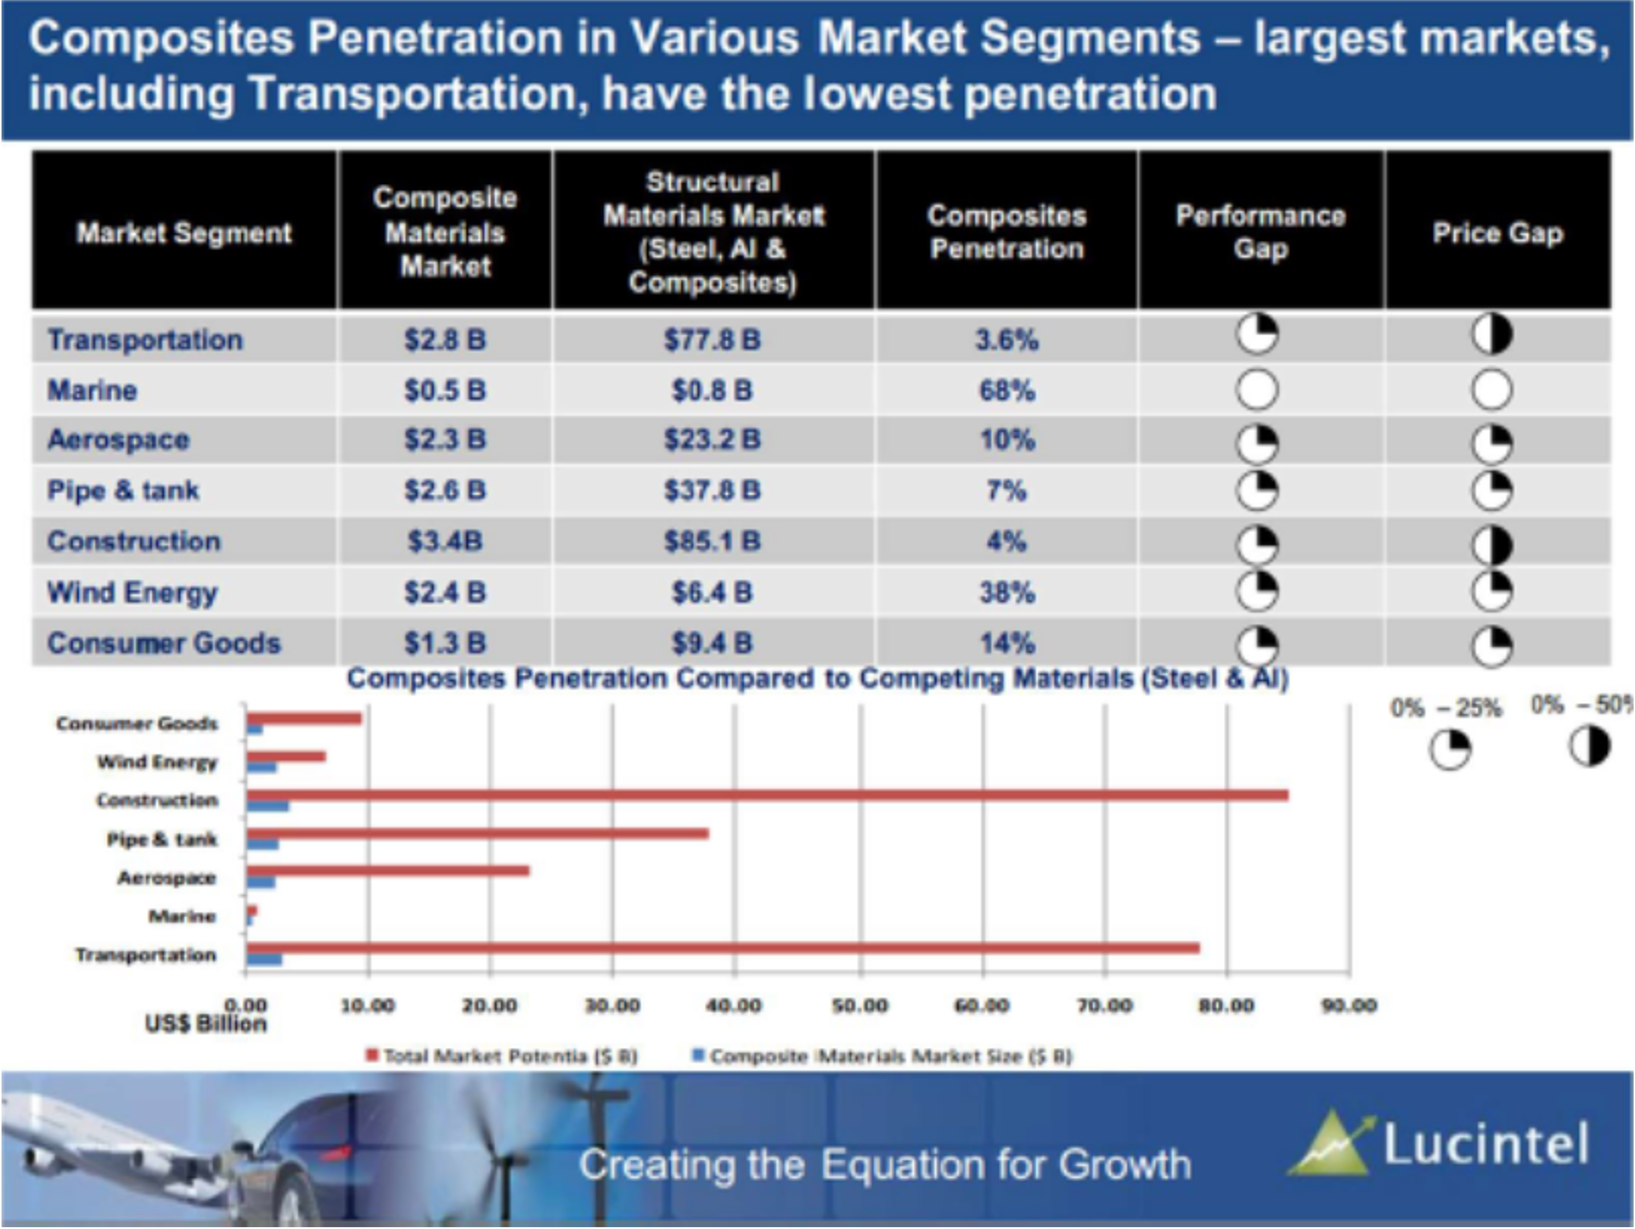 Composites Penetration in Various Market Segments – largest markets,
including Transportation, have the lowest penetration
Market Segment
Composite
Materials
Market
Structural
Materials Market
(Steel, Al &
Composites)
Composites
Penetration
Performance
Gap
Price Gap
Transportation $2.8 B $77.8 B 3.6%
Marine $0.5 B $0.8 B 68%
Aerospace $2.3 B $23.2 B 10%
Pipe & tank $2.6 B $37.8 B 7%
Construction $3.4B $85.1 B 4%
Wind Energy $2.4 B $6.4 B 38%
Consumer Goods $1.3 B $9.4 B 14%
Composites Penetration Compared to Competing Materials (Steel & Al)
0% – 25% 0% – 50%
Consumer Goods
Wind Energy
Construction
Pipe & tank
Aerospace
Marine
Transportation
0.00 10.00 20.00 30.00 40.00 50.00 60.00 70.00 80.00 90.00
US$ Billion
Total Market Potentia ($ B) Composite Materials Market Size ($ B)
Creating the Equation for Growth
Lucintel